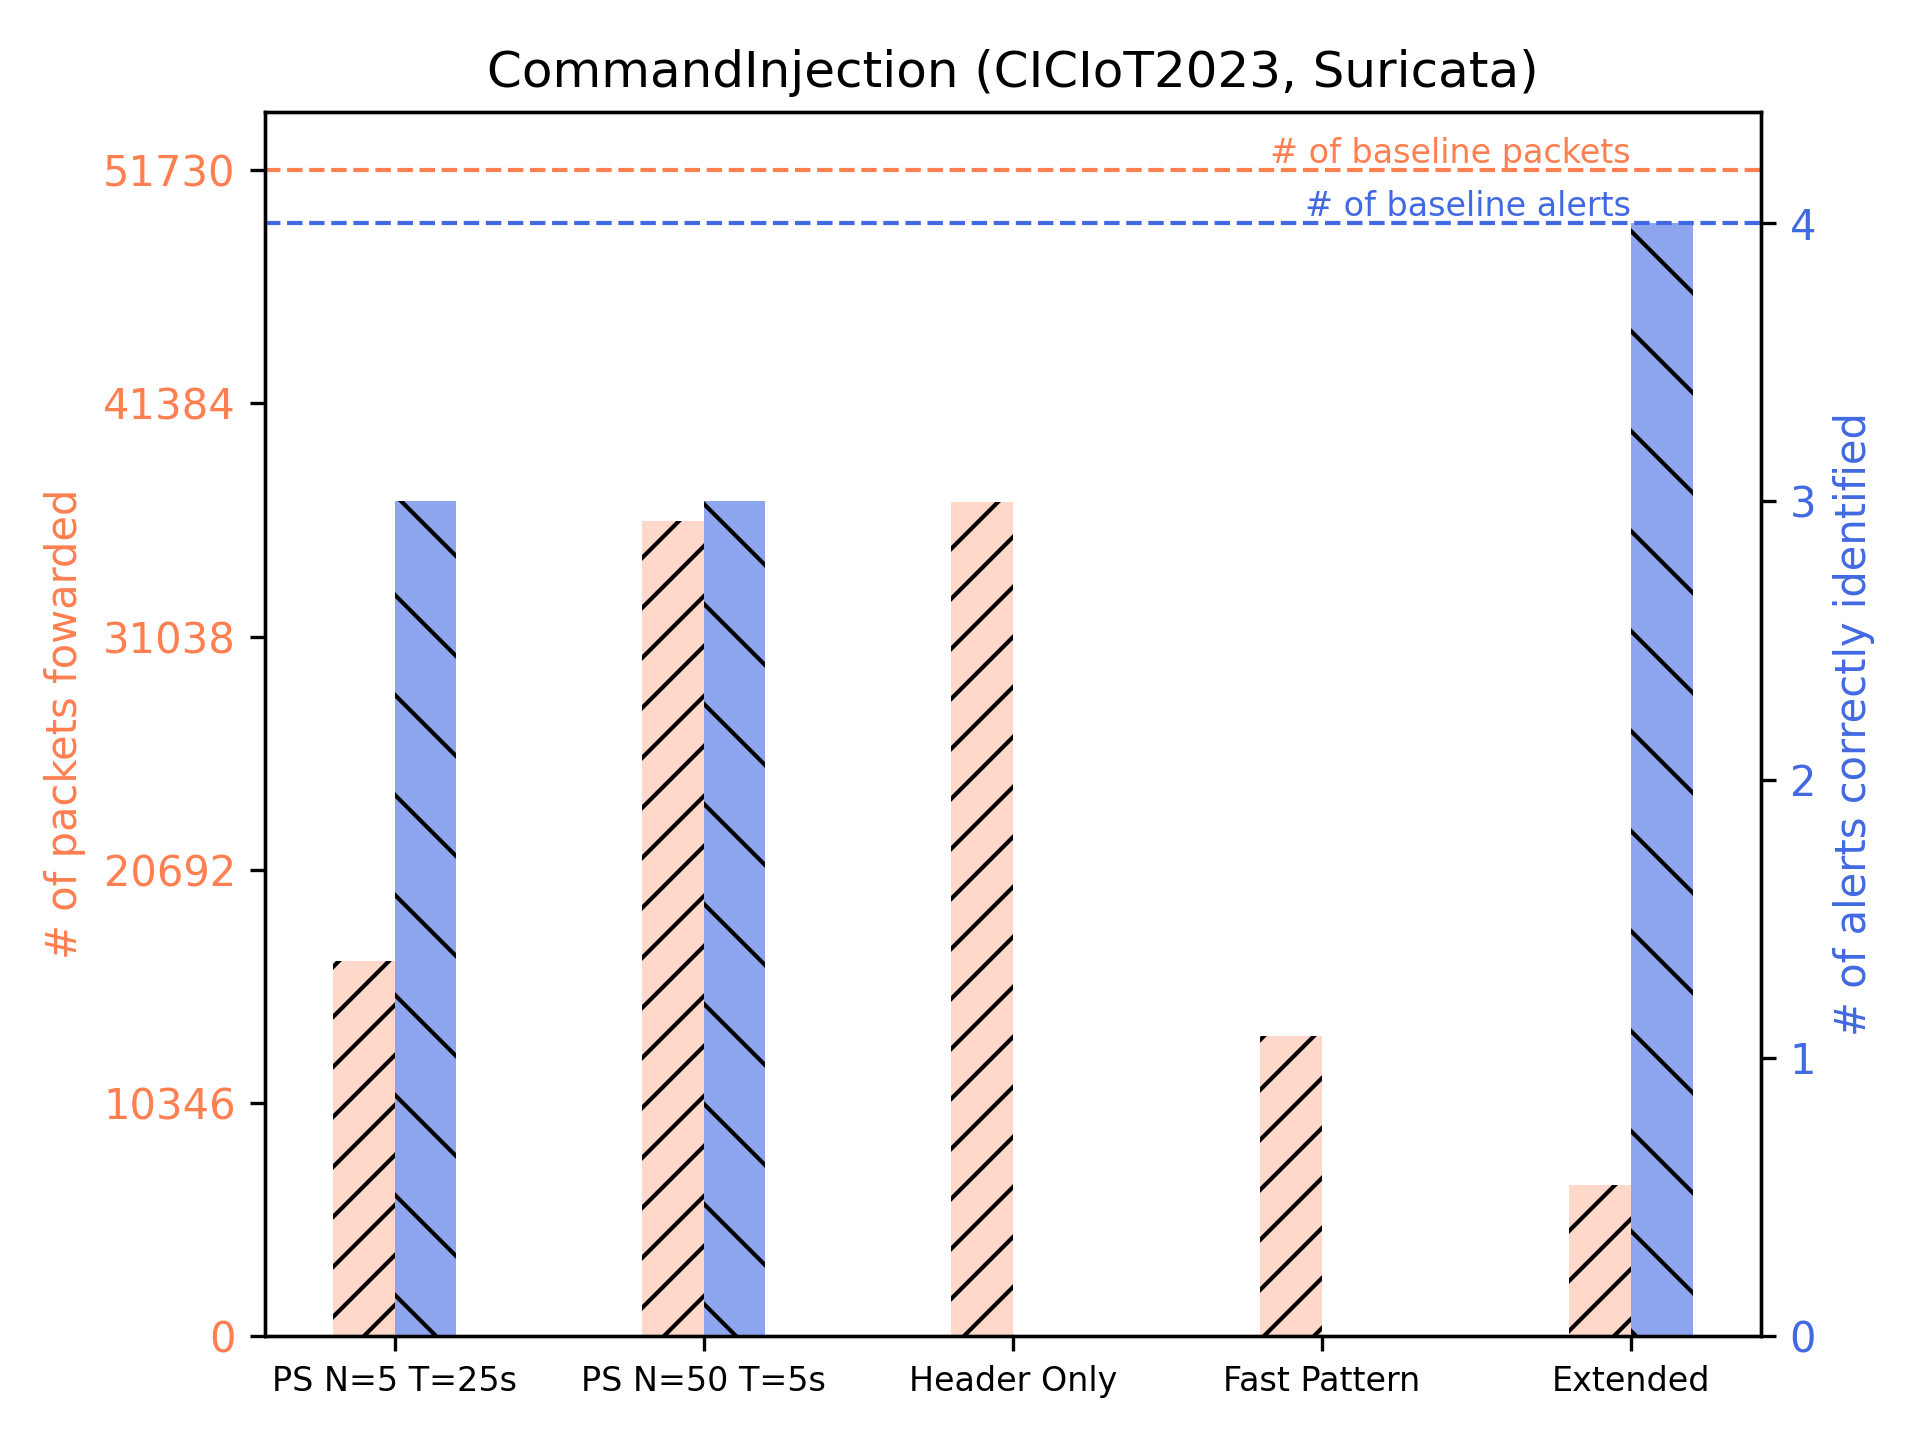 CommandInjection (CICIoT2023, Suricata)
# of packets fowarded
51730
41384
31038
20692
10346
0
# of baseline packets
# of baseline alerts
4
3
2
1
0
# of alerts correctly identified
PS N=5 T=25s
PS N=50 T=5s
Header Only
Fast Pattern
Extended